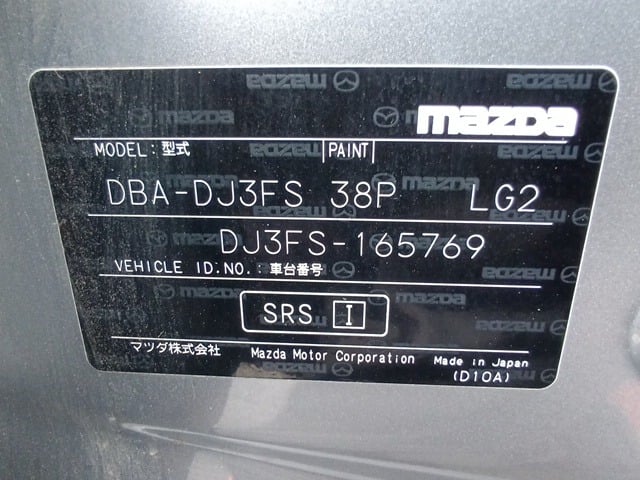 mazda
MODEL:型式 PAINT
DBA-DJ3FS 38P LG2
DJ3FS-165769
VEHICLE ID.NO.:車台番号
SRS I
マツダ株式会社 Mazda Motor Corporation Made in Japan
(D10A)